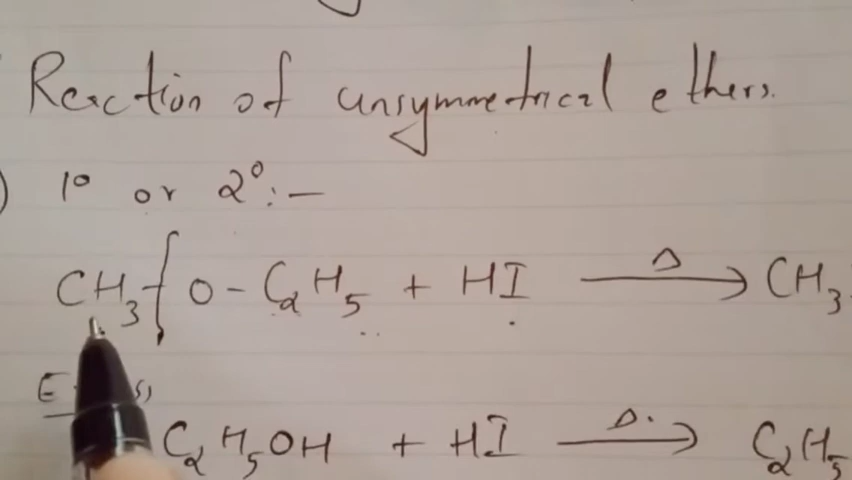 Reaction of unsymmetrical ethers.
) 1° or 2° :-
CH₃ - O - C₂H₅ + HI Δ→ CH₃
C₂H₅OH + HI Δ→ C₂H₅